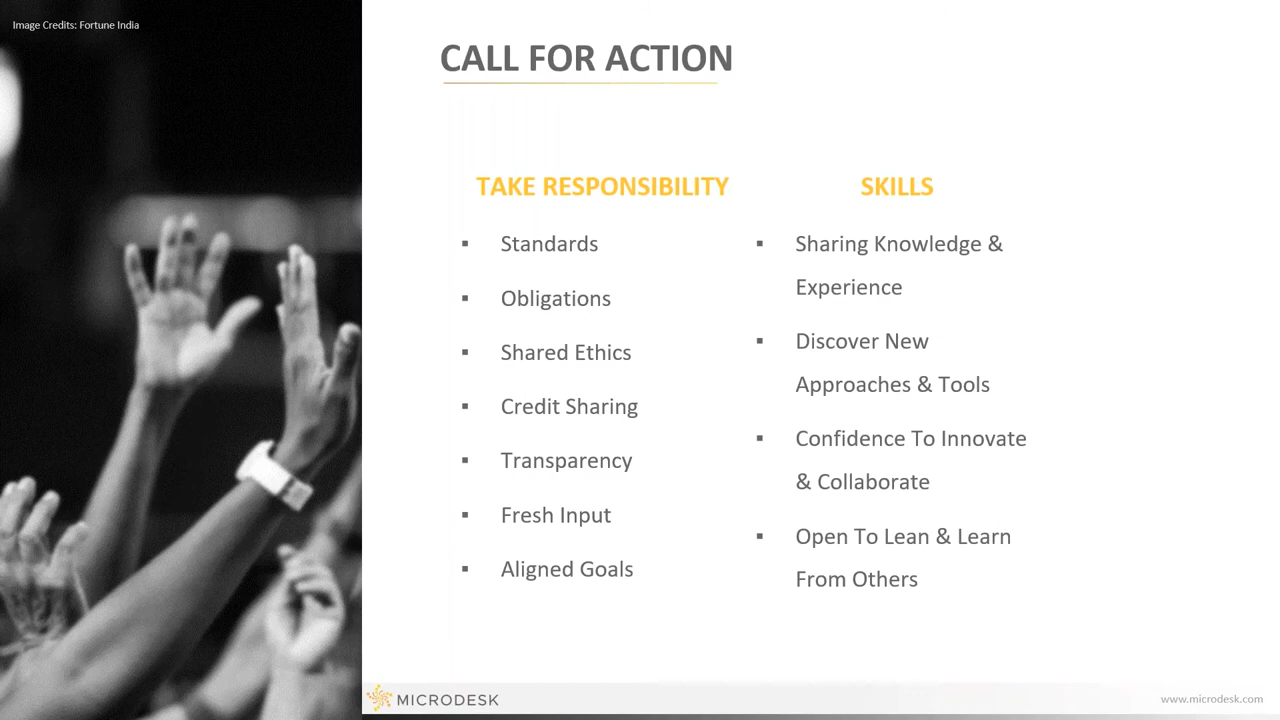 Image Credits: Fortune India
CALL FOR ACTION
TAKE RESPONSIBILITY
Standards
Obligations
Shared Ethics
Credit Sharing
Transparency
Fresh Input
Aligned Goals
SKILLS
Sharing Knowledge &
Experience
Discover New
Approaches & Tools
Confidence To Innovate
& Collaborate
Open To Lean & Learn
From Others
MICRODESK
www.microdesk.com